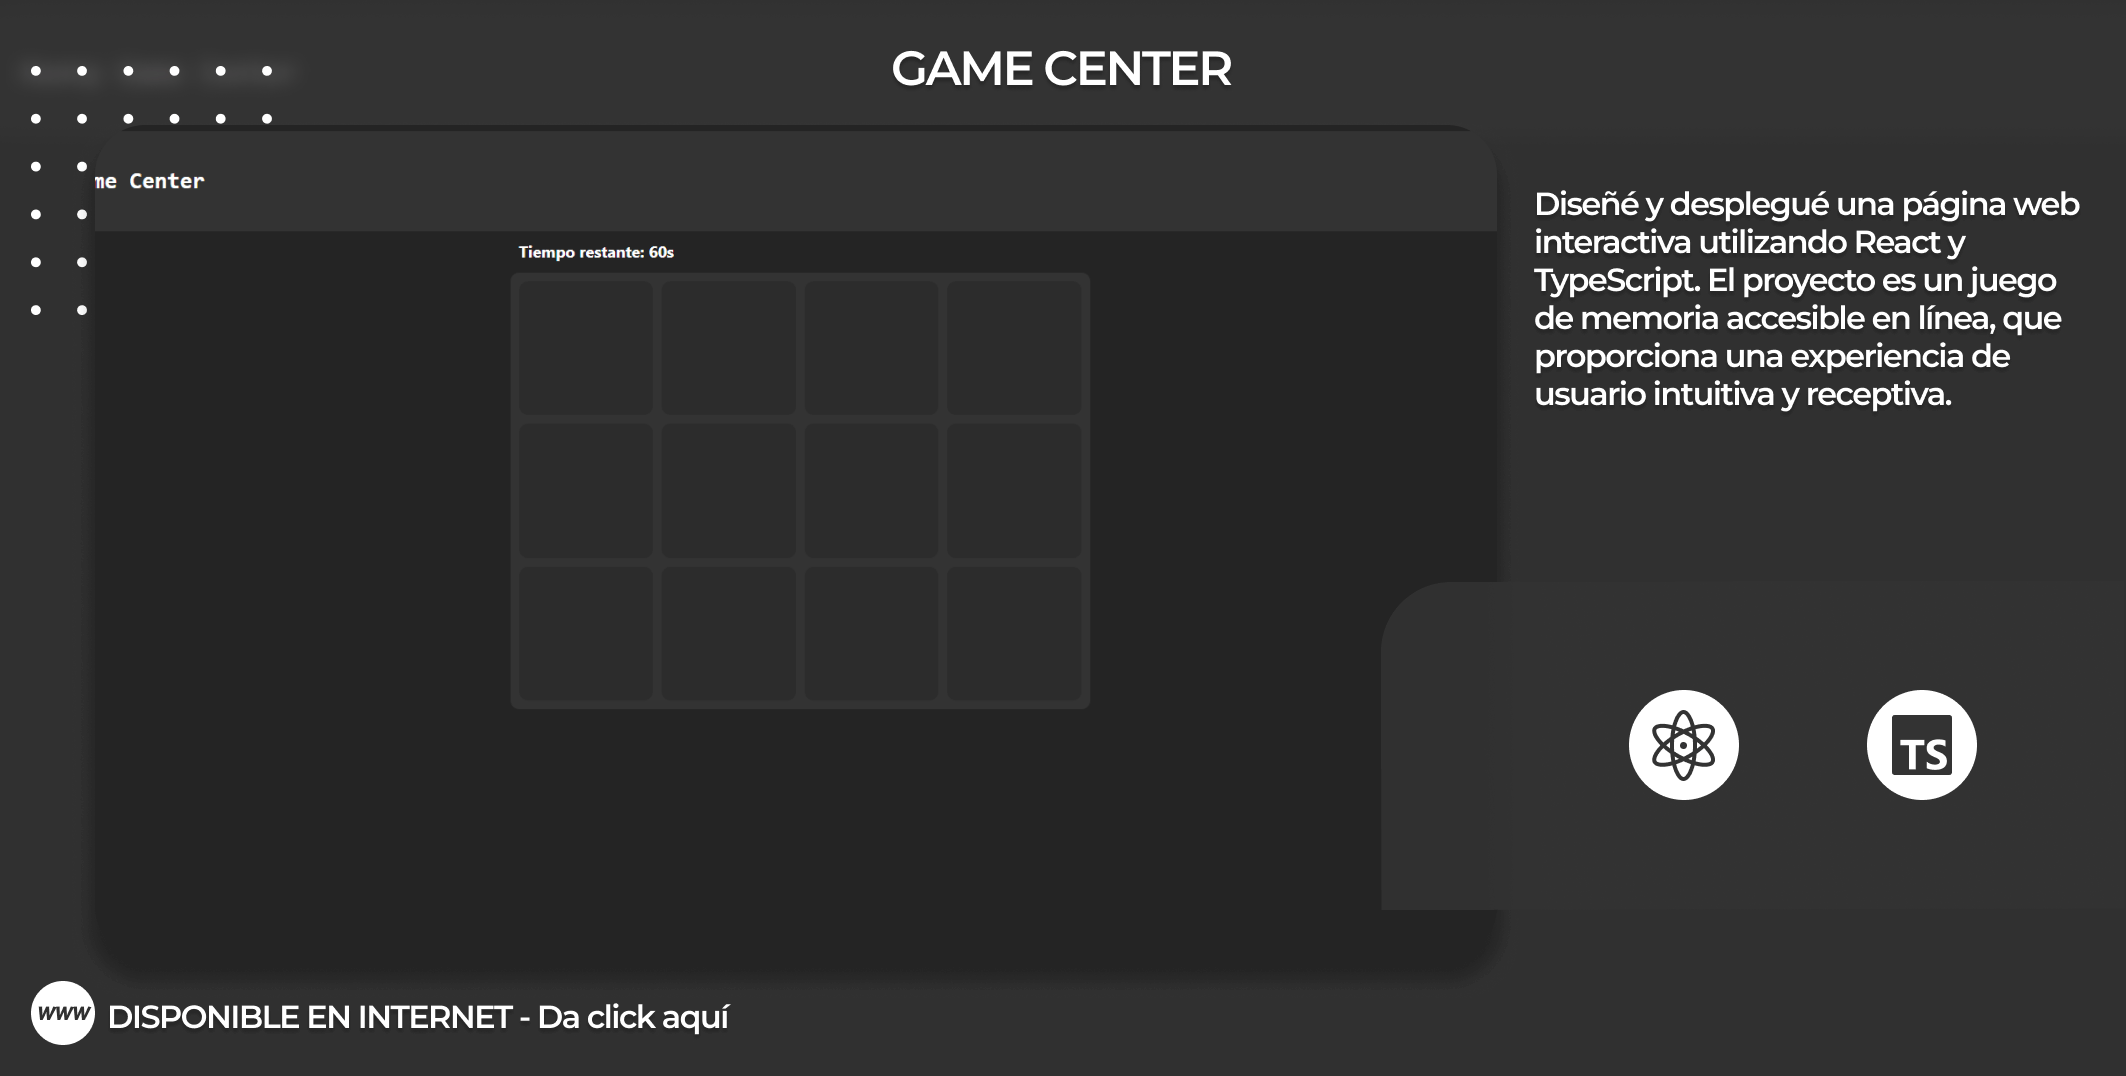 GAME CENTER
me Center
Tiempo restante: 60s
Diseñé y desplegué una página web
interactiva utilizando React y
TypeScript. El proyecto es un juego
de memoria accesible en línea, que
proporciona una experiencia de
usuario intuitiva y receptiva.
TS
www DISPONIBLE EN INTERNET - Da click aquí